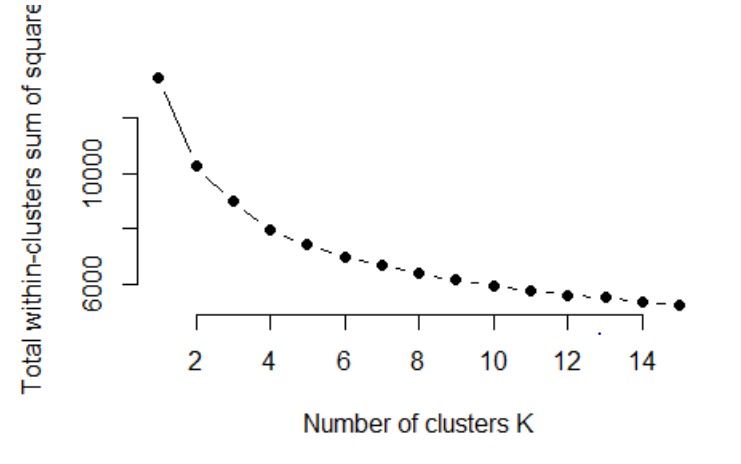 Total within-clusters sum of square
10000
6000
2 4 6 8 10 12 14
Number of clusters K